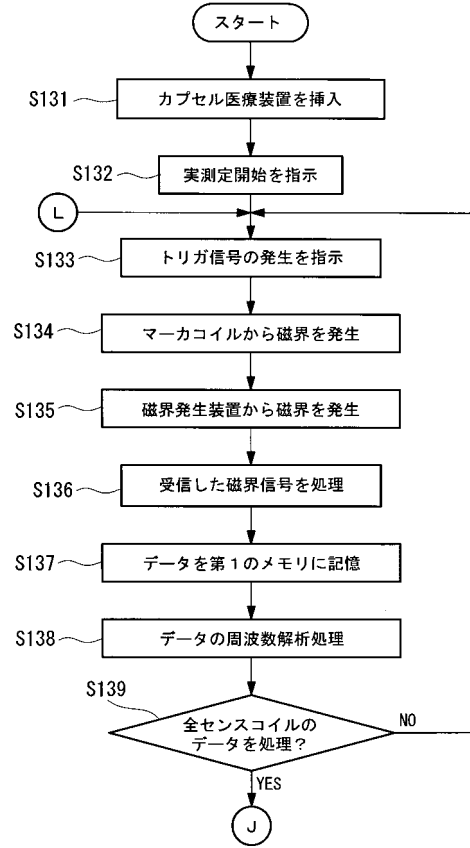 スタート
S131
カプセル医療装置を挿入
S132
実測定開始を指示
L
S133
トリガ信号の発生を指示
S134
マーカコイルから磁界を発生
S135
磁界発生装置から磁界を発生
S136
受信した磁界信号を処理
S137
データを第1のメモリに記憶
S138
データの周波数解析処理
S139
全センスコイルの
データを処理?
NO
YES
J